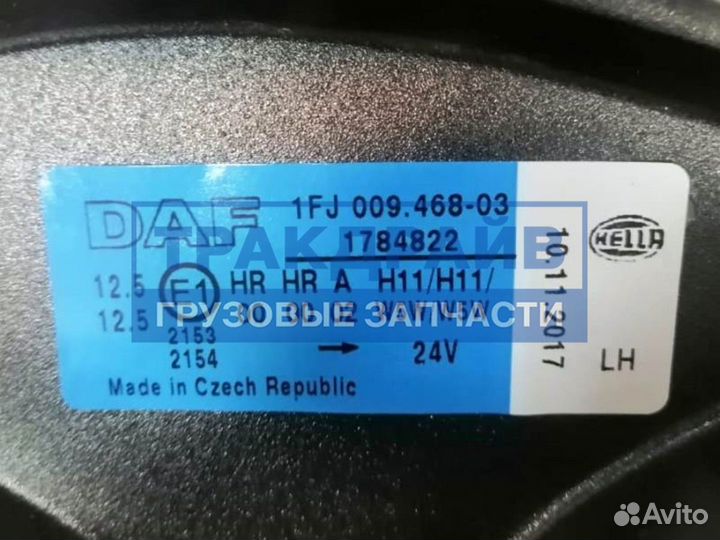 DAF
1FJ 009.468-03
1784822
ТРАКДРАЙВ
ГРУЗОВЫЕ ЗАПЧАСТИ
12.5 E1 HR HR A H11/H11/
12.5 02
2153
2154 → 24V
Made in Czech Republic
10.11.2017
HELLA
LH
Avito